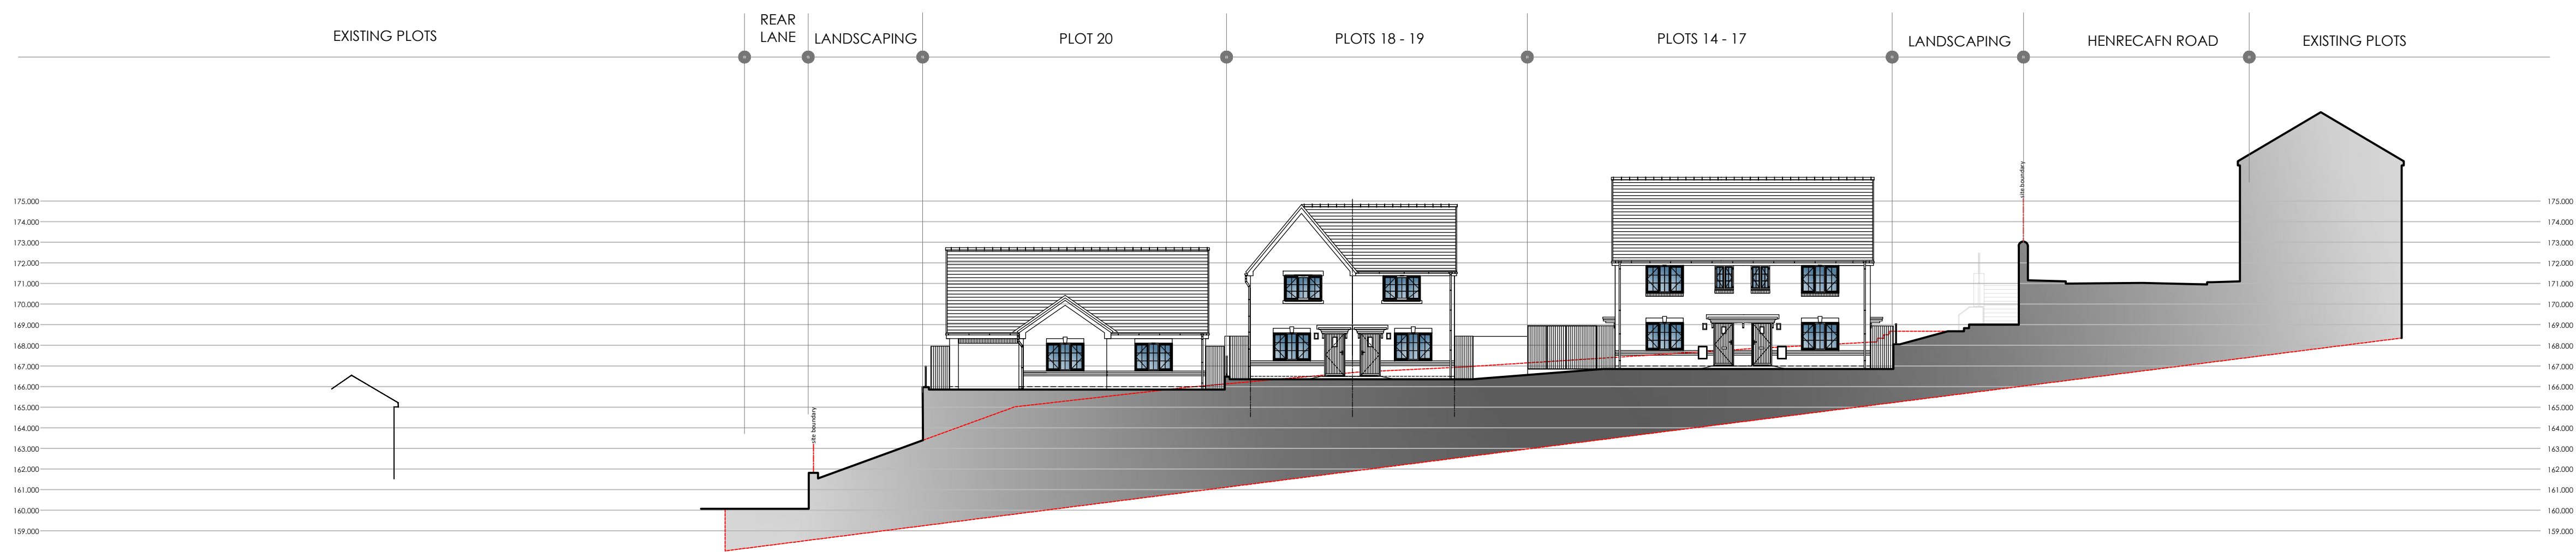 EXISTING PLOTS
REAR
LANE
LANDSCAPING
PLOT 20
PLOTS 18 - 19
PLOTS 14 - 17
LANDSCAPING
HENRECAFN ROAD
EXISTING PLOTS
site boundary
175.000 175.000
174.000 174.000
173.000 173.000
172.000 172.000
171.000 171.000
170.000 170.000
169.000 169.000
168.000 168.000
167.000 167.000
166.000 166.000
165.000 165.000
site boundary
164.000 164.000
163.000 163.000
162.000 162.000
161.000 161.000
160.000 160.000
159.000 159.000